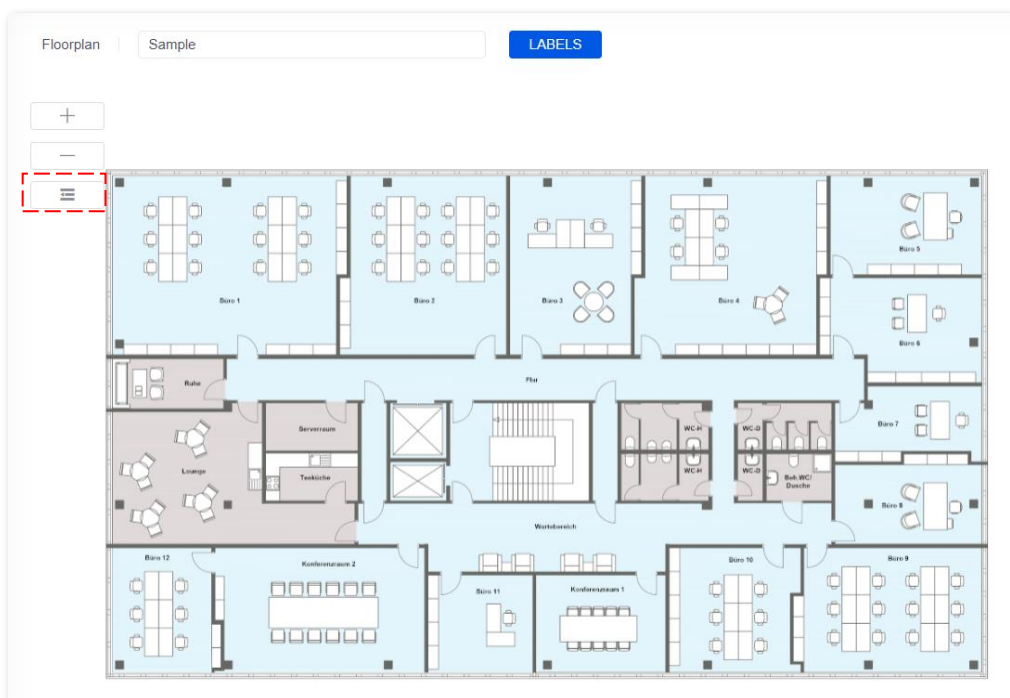 Floorplan
Sample
LABELS
Büro 1
Büro 2
Büro 3
Büro 4
Büro 5
Büro 6
Ruhe
Flur
Büro 7
Serverraum
WC-H
WC-D
Lounge
Teeküche
WC-H
WC-D
Beh.WC/
Dusche
Büro 8
Wartebereich
Büro 12
Konferenzraum 2
Büro 11
Konferenzraum 1
Büro 10
Büro 9